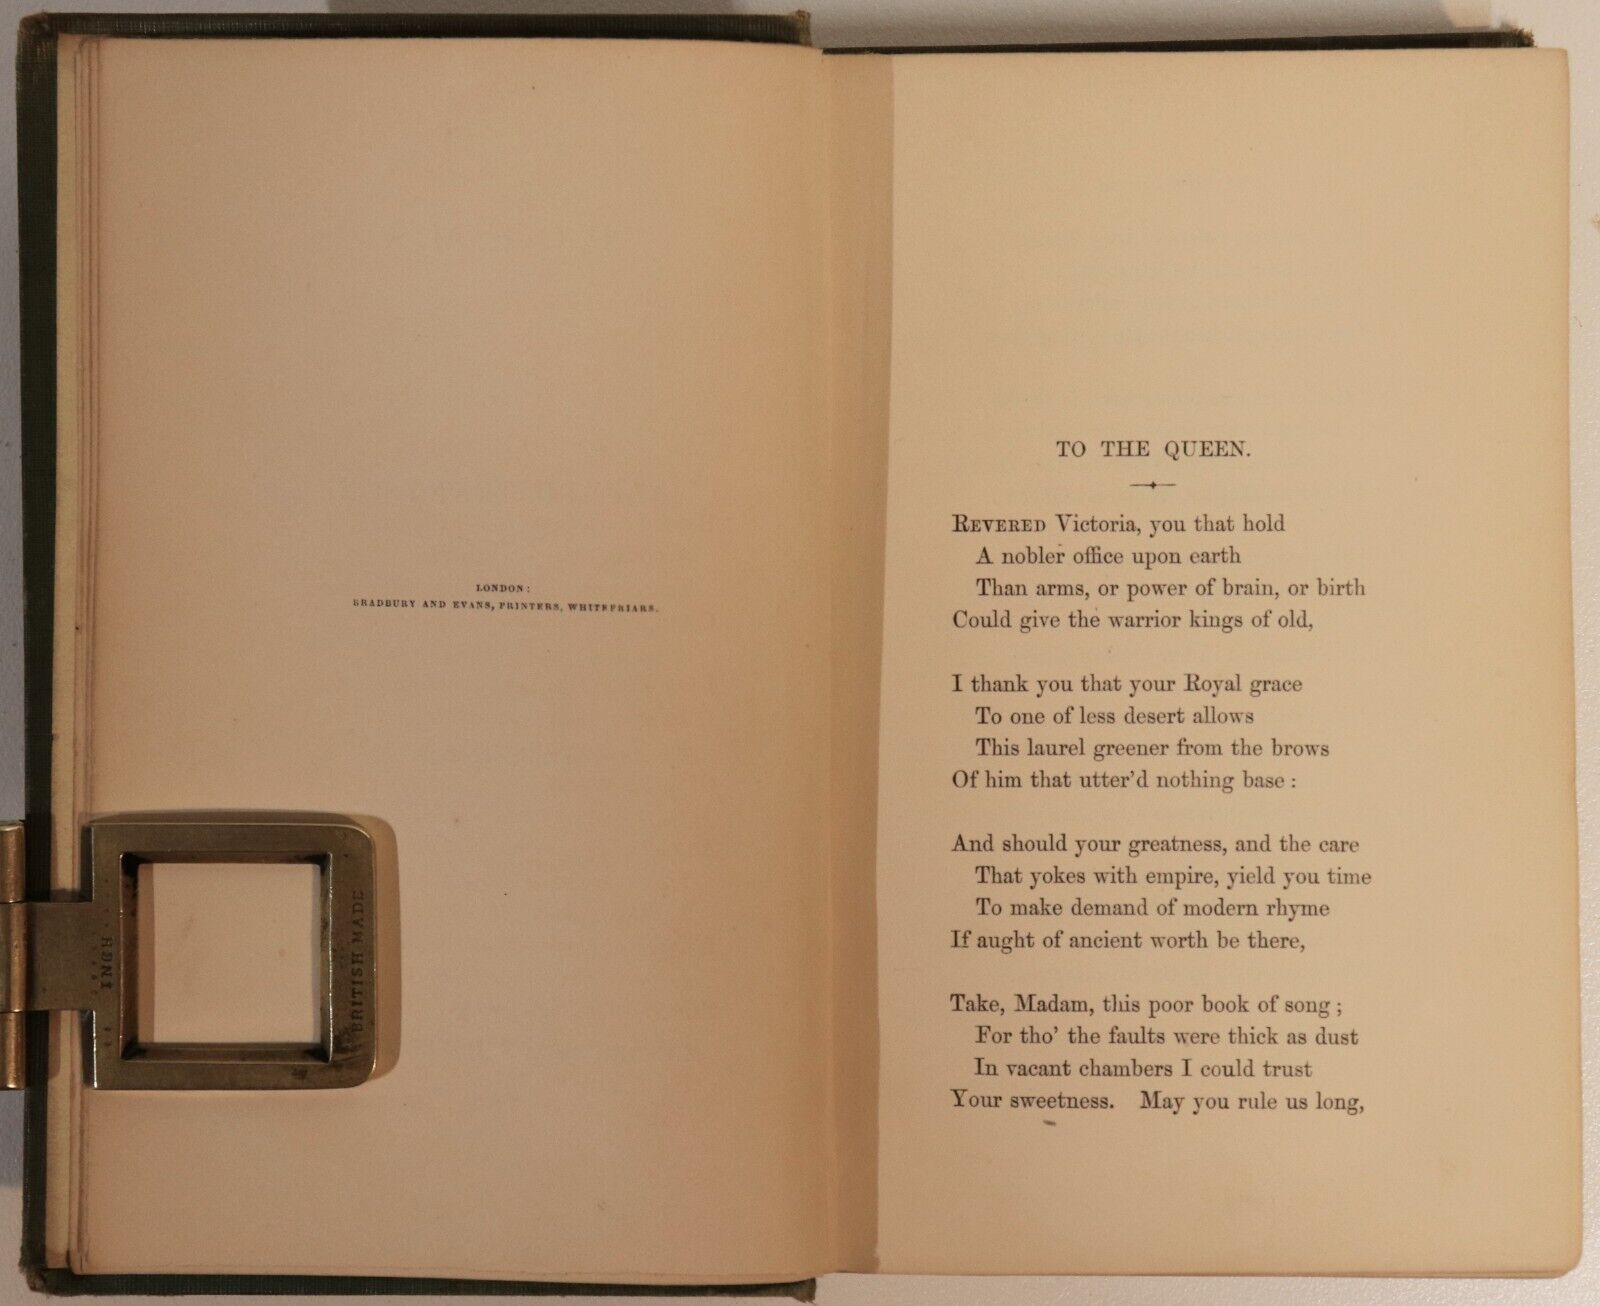 LONDON:
BRADBURY AND EVANS, PRINTERS, WHITEFRIARS.
BRITISH MADE
TO THE QUEEN.
REVERED Victoria, you that hold
A nobler office upon earth
Than arms, or power of brain, or birth
Could give the warrior kings of old,
I thank you that your Royal grace
To one of less desert allows
This laurel greener from the brows
Of him that utter'd nothing base :
And should your greatness, and the care
That yokes with empire, yield you time
To make demand of modern rhyme
If aught of ancient worth be there,
Take, Madam, this poor book of song ;
For tho' the faults were thick as dust
In vacant chambers I could trust
Your sweetness. May you rule us long,